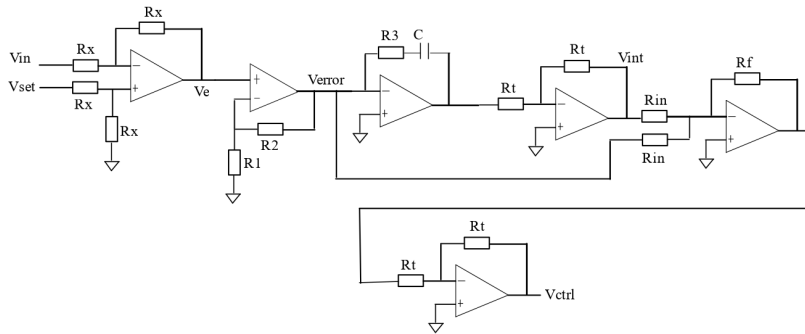 Rx
R3 C
Rx
Vin
Vset
Rx
Ve
Rx
Verror
R2
R1
Rt
Rt
Vint
Rin
Rin
Rf
Rt
Rt
Vctrl